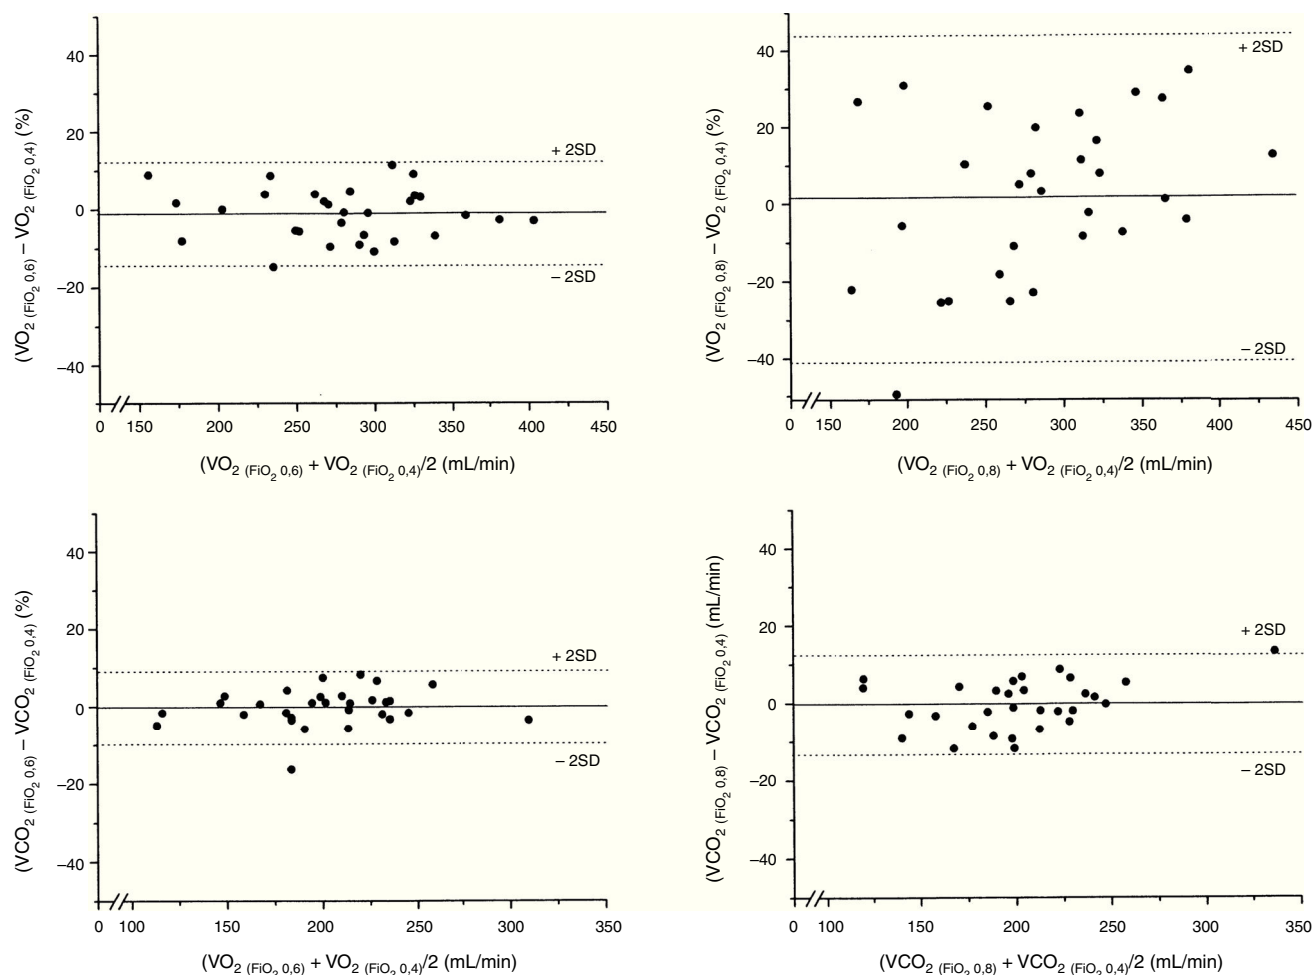 40
20
0
–20
–40
(VO2 (FiO2 0,6) – VO2 (FiO2 0,4) (%)
+ 2SD
– 2SD
0 150 200 250 300 350 400 450
(VO2 (FiO2 0,6) + VO2 (FiO2 0,4)/2 (mL/min)
40
20
0
–20
–40
(VO2 (FiO2 0,8) – VO2 (FiO2 0,4) (%)
+ 2SD
– 2SD
0 150 200 250 300 350 400 450
(VO2 (FiO2 0,8) + VO2 (FiO2 0,4)/2 (mL/min)
40
20
0
–20
–40
(VCO2 (FiO2 0,6) – VCO2 (FiO2 0,4) (%)
+ 2SD
– 2SD
0 100 150 200 250 300 350
(VO2 (FiO2 0,6) + VO2 (FiO2 0,4)/2 (mL/min)
40
20
0
–20
–40
(VCO2 (FiO2 0,8) – VCO2 (FiO2 0,4) (mL/min)
+ 2SD
– 2SD
0 100 150 200 250 300 350
(VCO2 (FiO2 0,8) + VCO2 (FiO2 0,4)/2 (mL/min)